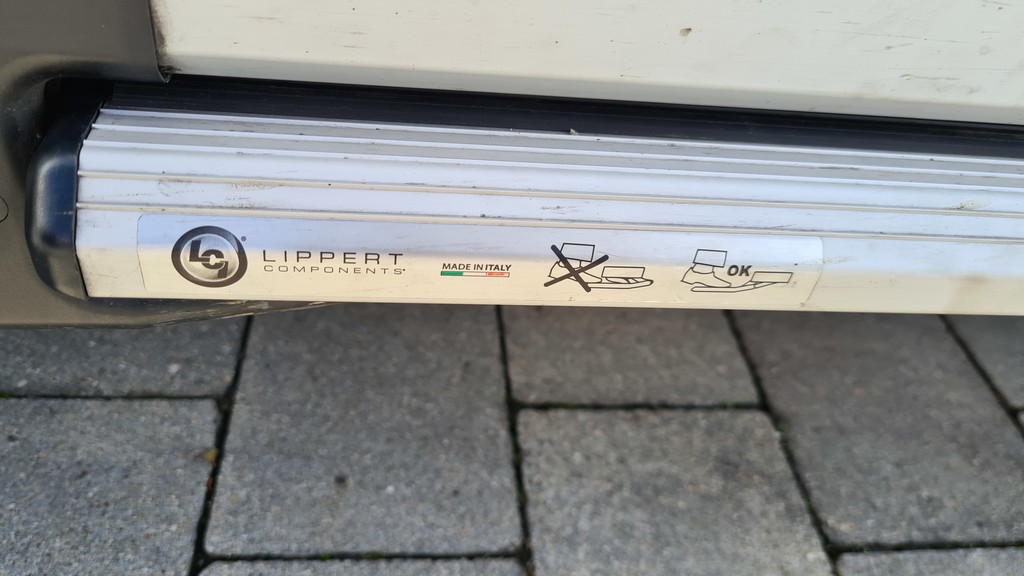 LCI®
LIPPERT
COMPONENTS®
MADE IN ITALY
OK